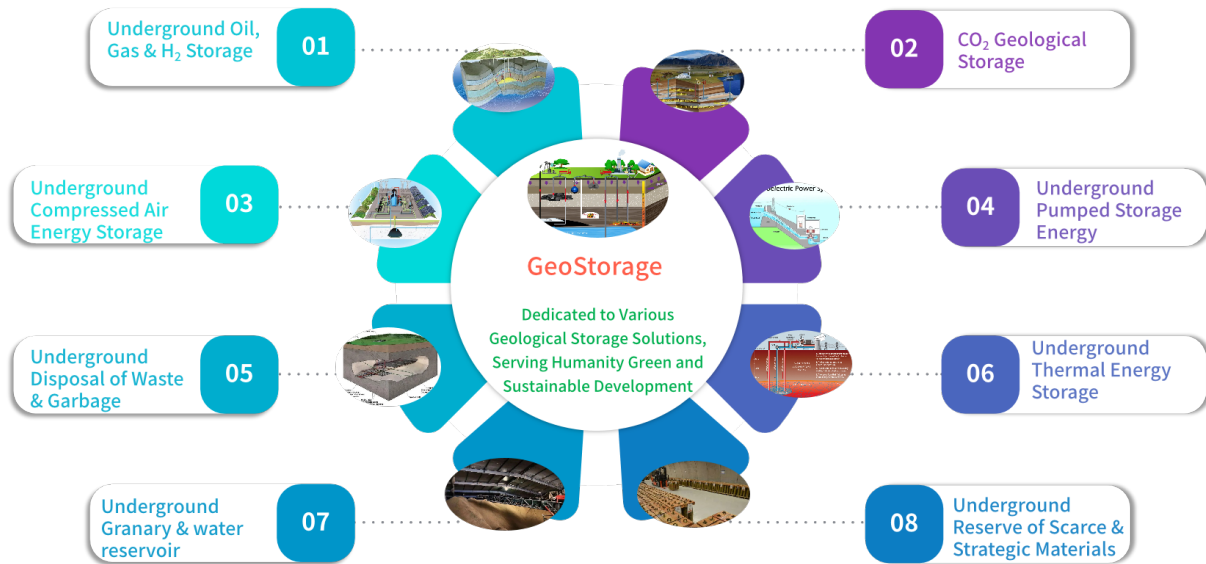 Underground Oil,
Gas & H₂ Storage
01
02
CO₂ Geological
Storage
Underground
Compressed Air
Energy Storage
03
04
Underground
Pumped Storage
Energy
GeoStorage
Dedicated to Various
Geological Storage Solutions,
Serving Humanity Green and
Sustainable Development
Underground
Disposal of Waste
& Garbage
05
06
Underground
Thermal Energy
Storage
Underground
Granary & water
reservoir
07
08
Underground
Reserve of Scarce &
Strategic Materials